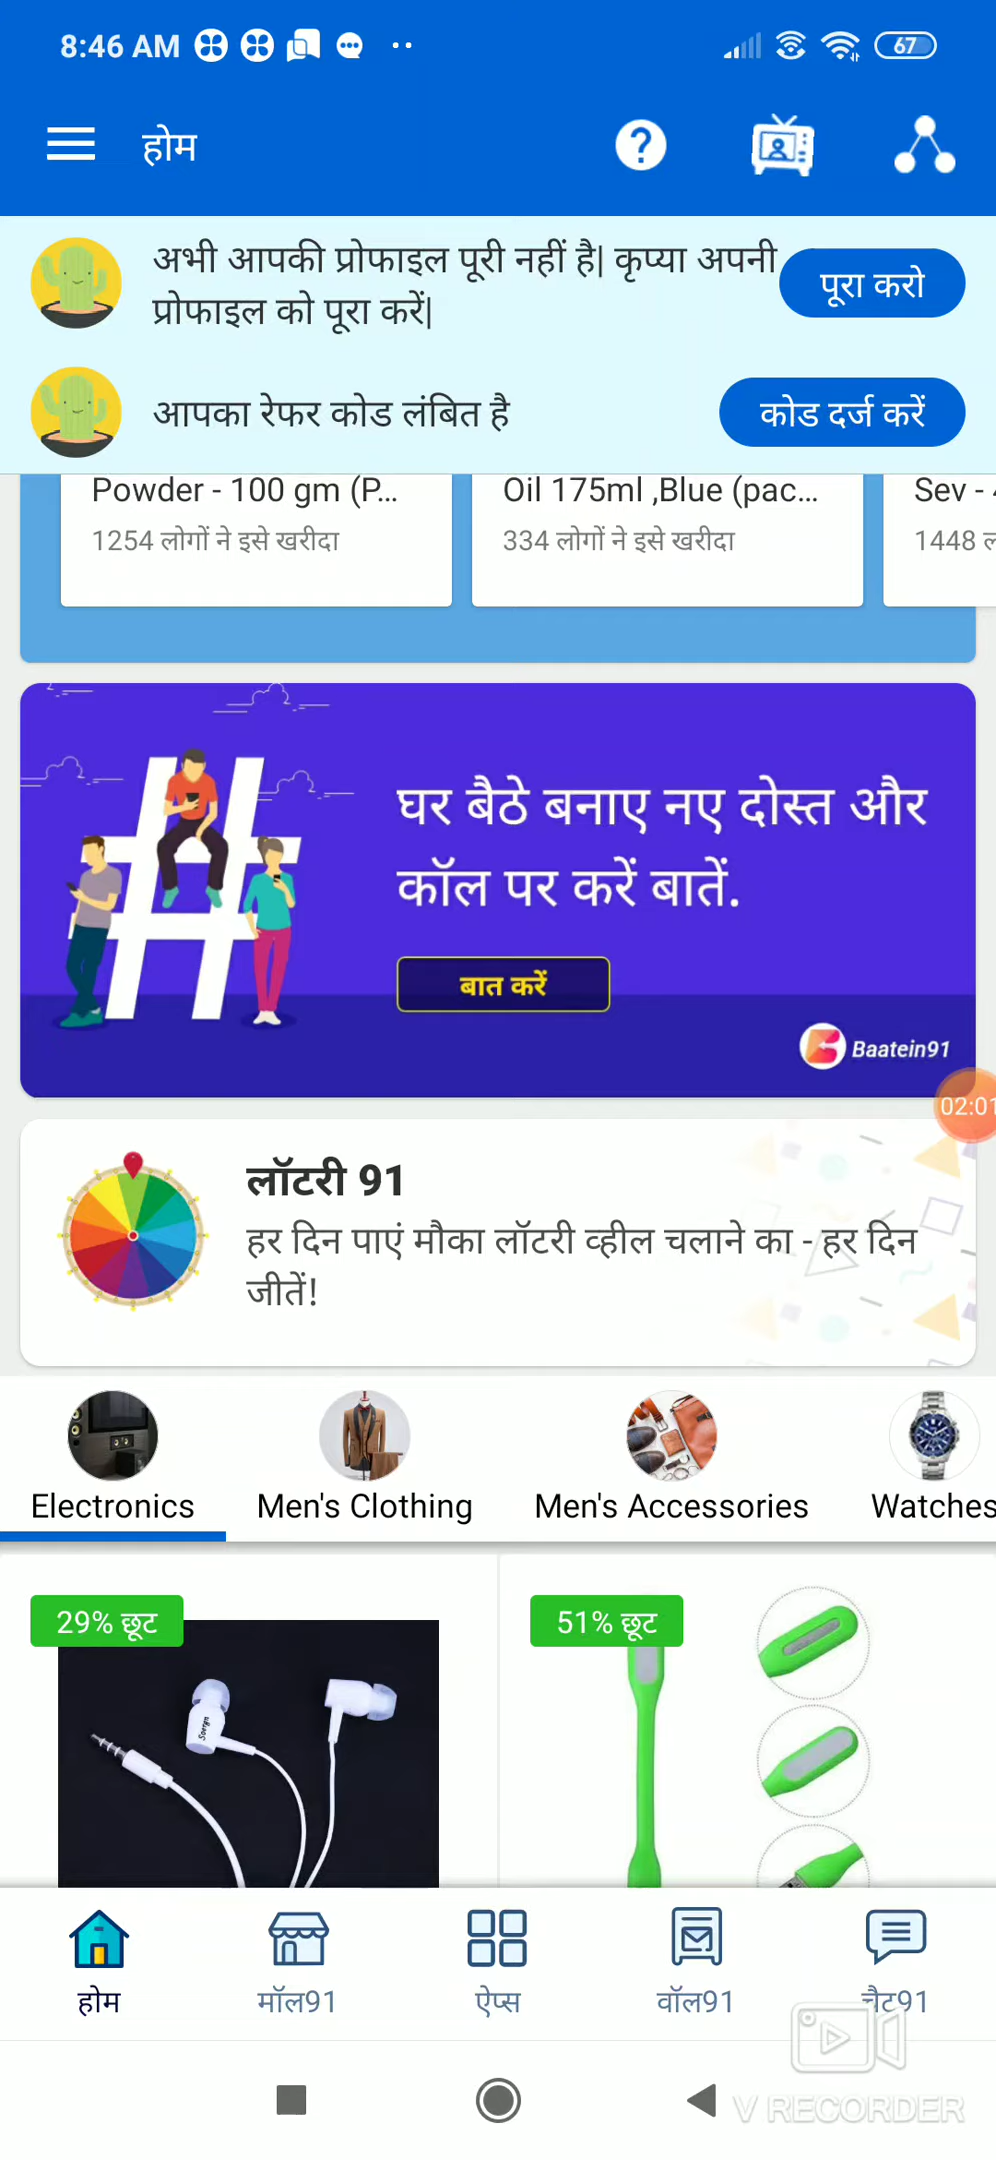 8:46 AM
67
होम
अभी आपकी प्रोफाइल पूरी नहीं है| कृप्या अपनी
प्रोफाइल को पूरा करें|
पूरा करो
आपका रेफर कोड लंबित है
कोड दर्ज करें
Powder - 100 gm (P...
Oil 175ml ,Blue (pac...
Sev -
1254 लोगों ने इसे खरीदा
334 लोगों ने इसे खरीदा
1448
घर बैठे बनाए नए दोस्त और
कॉल पर करें बातें.
बात करें
Baatein91
02:01
लॉटरी 91
हर दिन पाएं मौका लॉटरी व्हील चलाने का - हर दिन
जीतें!
Electronics
Men's Clothing
Men's Accessories
Watches
29% छूट
51% छूट
होम
मॉल91
ऐप्स
वॉल91
चैट91
V RECORDER